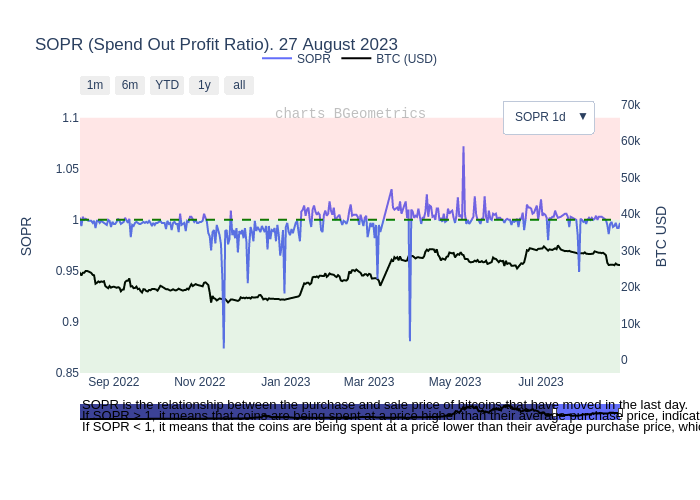 SOPR (Spend Out Profit Ratio). 27 August 2023
SOPR BTC (USD)
1m 6m YTD 1y all
charts BGeometrics
SOPR 1d ▼
1.1
1.05
1
0.95
0.9
0.85
SOPR
70k
60k
50k
40k
30k
20k
10k
0
BTC USD
Sep 2022 Nov 2022 Jan 2023 Mar 2023 May 2023 Jul 2023
SOPR is the relationship between the purchase and sale price of bitcoins that have moved in the last day.
If SOPR > 1, it means that coins are being spent at a price higher than their average purchase price, indicat
If SOPR < 1, it means that the coins are being spent at a price lower than their average purchase price, whic